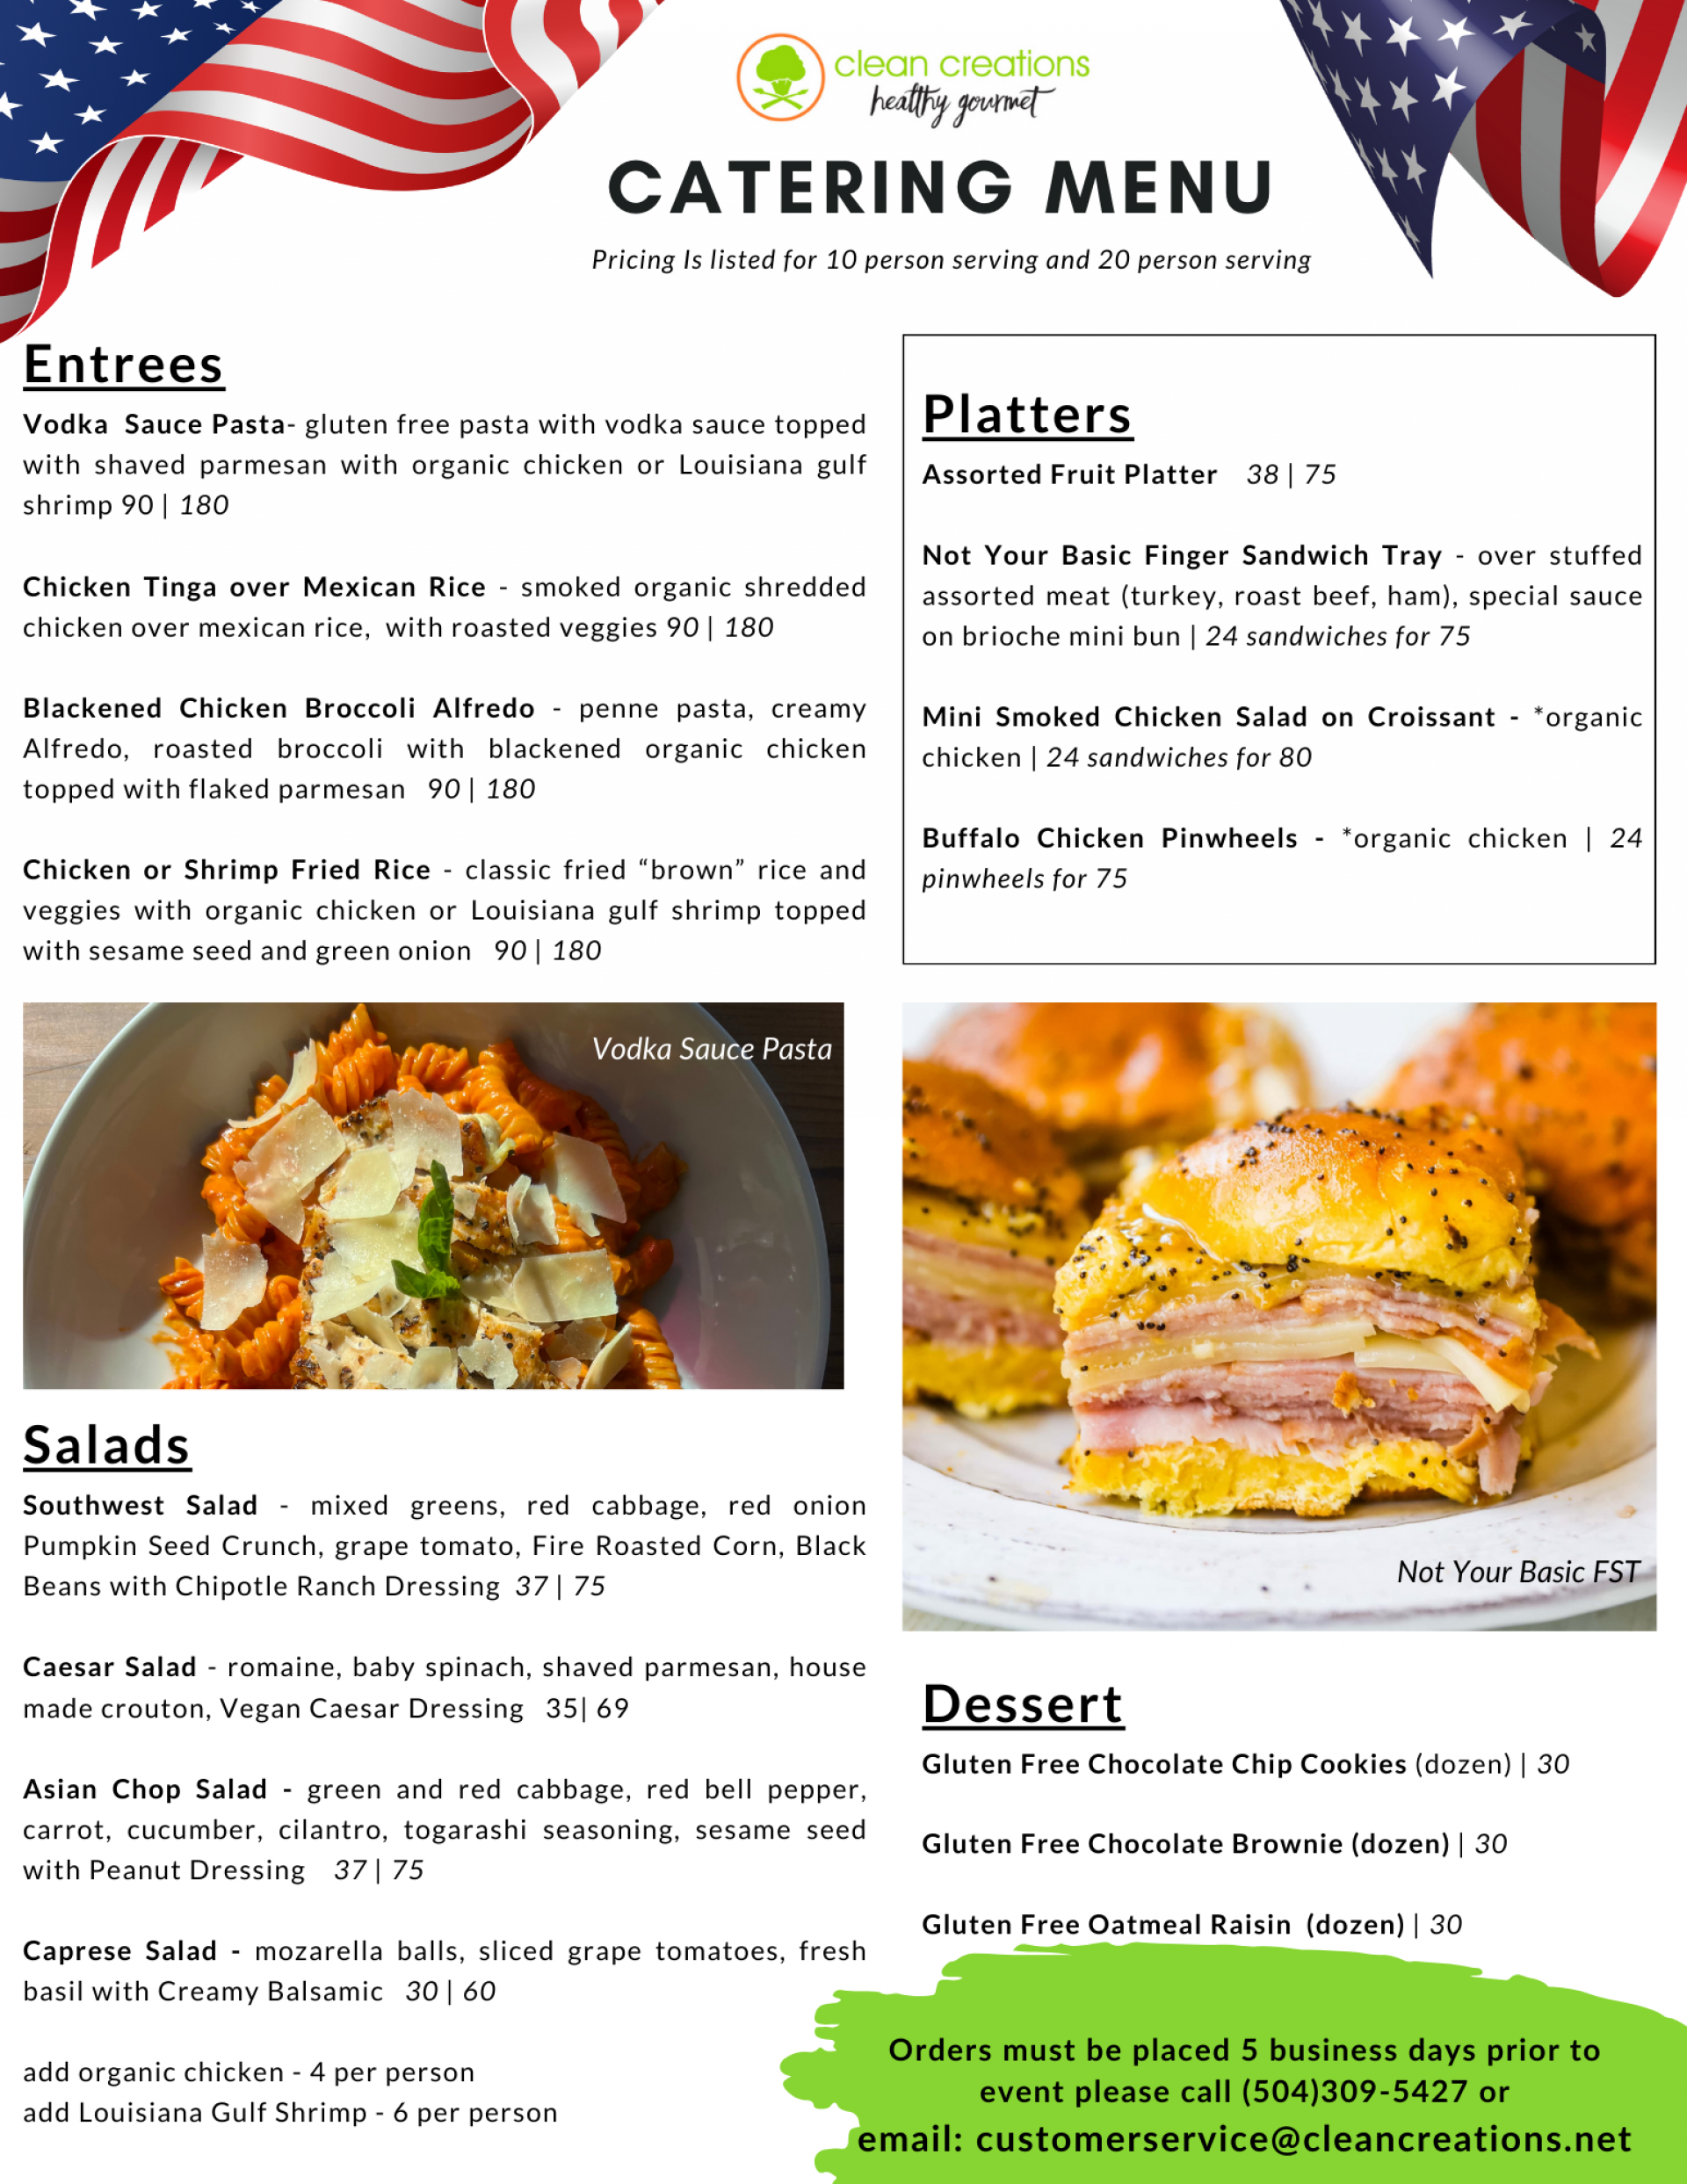 clean creations
healthy gourmet
CATERING MENU
Pricing Is listed for 10 person serving and 20 person serving
Entrees
Vodka Sauce Pasta- gluten free pasta with vodka sauce topped
with shaved parmesan with organic chicken or Louisiana gulf
shrimp 90 | 180
Chicken Tinga over Mexican Rice - smoked organic shredded
chicken over mexican rice, with roasted veggies 90 | 180
Blackened Chicken Broccoli Alfredo - penne pasta, creamy
Alfredo, roasted broccoli with blackened organic chicken
topped with flaked parmesan 90 | 180
Chicken or Shrimp Fried Rice - classic fried “brown” rice and
veggies with organic chicken or Louisiana gulf shrimp topped
with sesame seed and green onion 90 | 180
Vodka Sauce Pasta
Salads
Southwest Salad - mixed greens, red cabbage, red onion
Pumpkin Seed Crunch, grape tomato, Fire Roasted Corn, Black
Beans with Chipotle Ranch Dressing 37 | 75
Caesar Salad - romaine, baby spinach, shaved parmesan, house
made crouton, Vegan Caesar Dressing 35| 69
Asian Chop Salad - green and red cabbage, red bell pepper,
carrot, cucumber, cilantro, togarashi seasoning, sesame seed
with Peanut Dressing 37 | 75
Caprese Salad - mozarella balls, sliced grape tomatoes, fresh
basil with Creamy Balsamic 30 | 60
add organic chicken - 4 per person
add Louisiana Gulf Shrimp - 6 per person
Platters
Assorted Fruit Platter 38 | 75
Not Your Basic Finger Sandwich Tray - over stuffed
assorted meat (turkey, roast beef, ham), special sauce
on brioche mini bun | 24 sandwiches for 75
Mini Smoked Chicken Salad on Croissant - *organic
chicken | 24 sandwiches for 80
Buffalo Chicken Pinwheels - *organic chicken | 24
pinwheels for 75
Not Your Basic FST
Dessert
Gluten Free Chocolate Chip Cookies (dozen) | 30
Gluten Free Chocolate Brownie (dozen) | 30
Gluten Free Oatmeal Raisin (dozen) | 30
Orders must be placed 5 business days prior to
event please call (504)309-5427 or
email: customerservice@cleancreations.net